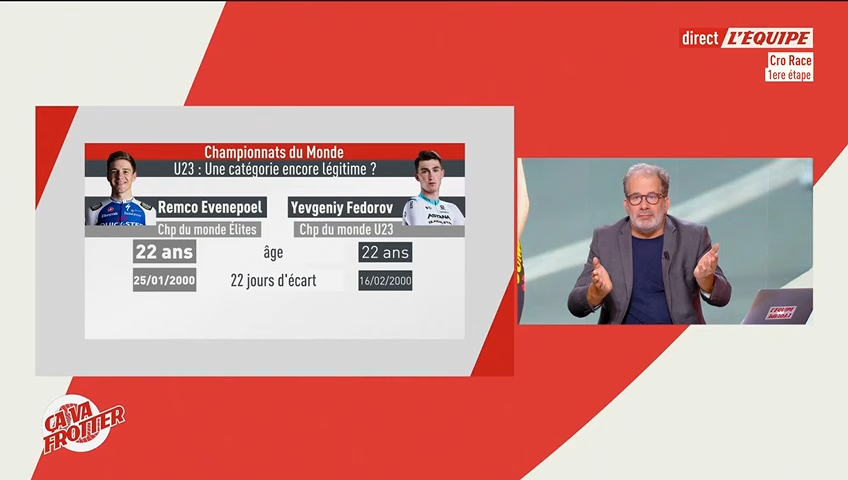 direct L'ÉQUIPE
Cro Race
1ere étape
Championnats du Monde
U23 : Une catégorie encore légitime ?
Remco Evenepoel
Yevgeniy Fedorov
Chp du monde Élites
Chp du monde U23
ASTANA
22 ans
âge
22 ans
25/01/2000
22 jours d'écart
16/02/2000
ÇA VA
FROTTER